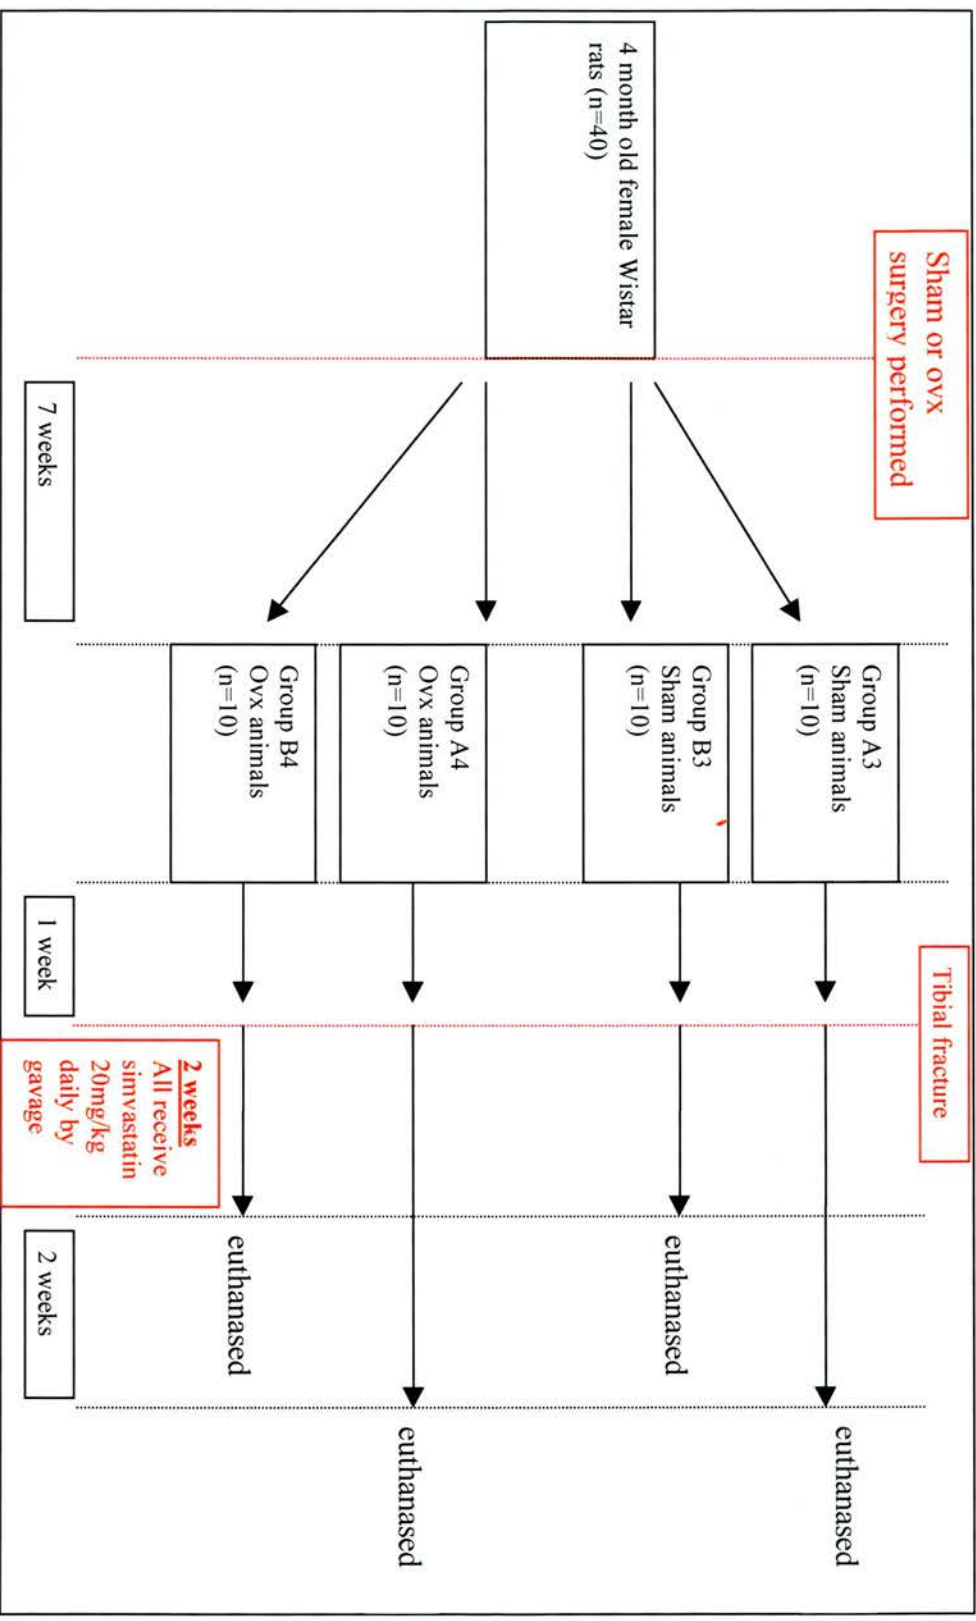 Sham or ovx
surgery performed
Tibial fracture
4 month old female Wistar
rats (n=40)
Group A3
Sham animals
(n=10)
euthanased
Group B3
Sham animals
(n=10)
euthanased
Group A4
Ovx animals
(n=10)
euthanased
Group B4
Ovx animals
(n=10)
euthanased
2 weeks
All receive
simvastatin
20mg/kg
daily by
gavage
7 weeks
1 week
2 weeks